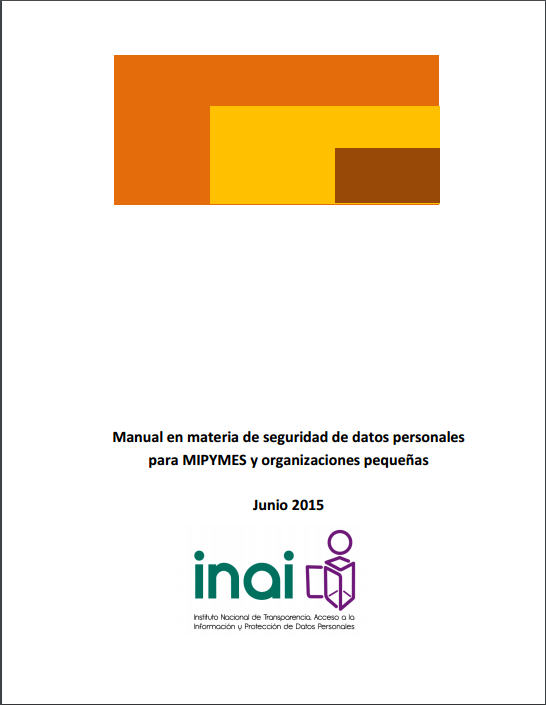 Manual en materia de seguridad de datos personales
para MIPYMES y organizaciones pequeñas
Junio 2015
inai
Instituto Nacional de Transparencia, Acceso a la
Información y Protección de Datos Personales